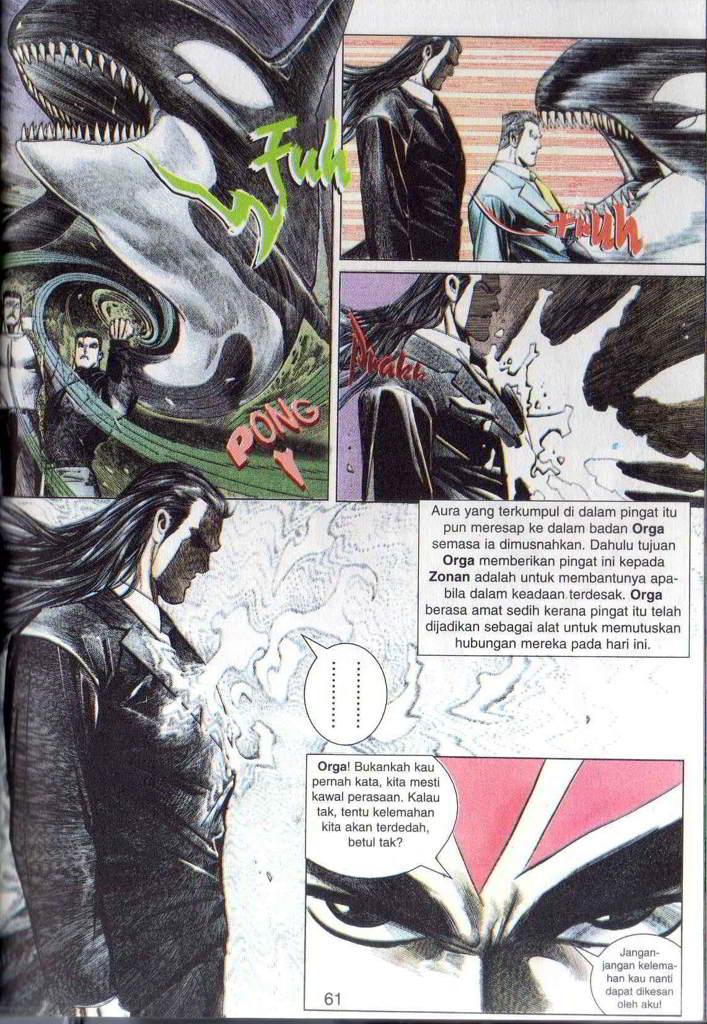 Fuh
Fuuh
Prakk
PONG
!
Aura yang terkumpul di dalam pingat itu
pun meresap ke dalam badan Orga
semasa ia dimusnahkan. Dahulu tujuan
Orga memberikan pingat ini kepada
Zonan adalah untuk membantunya apa-
bila dalam keadaan terdesak. Orga
berasa amat sedih kerana pingat itu telah
dijadikan sebagai alat untuk memutuskan
hubungan mereka pada hari ini.
Orga! Bukankah kau
pernah kata, kita mesti
kawal perasaan. Kalau
tak, tentu kelemahan
kita akan terdedah,
betul tak?
Jangan-
jangan kelema-
han kau nanti
dapat dikesan
oleh aku!
61